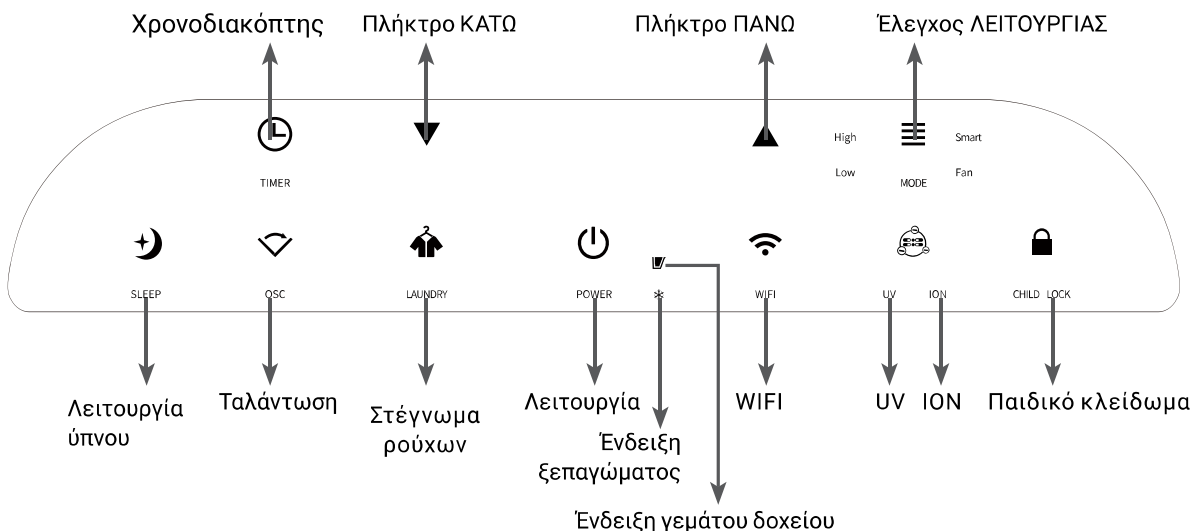 Χρονοδιακόπτης
Πλήκτρο ΚΑΤΩ
Πλήκτρο ΠΑΝΩ
Έλεγχος ΛΕΙΤΟΥΡΓΙΑΣ
High
Smart
Low
Fan
TIMER
MODE
SLEEP
OSC
LAUNDRY
POWER
WIFI
UV
ION
CHILD LOCK
Λειτουργία
ύπνου
Ταλάντωση
Στέγνωμα
ρούχων
Λειτουργία
Ένδειξη
ξεπαγώματος
WIFI
UV
ION
Παιδικό κλείδωμα
Ένδειξη γεμάτου δοχείου